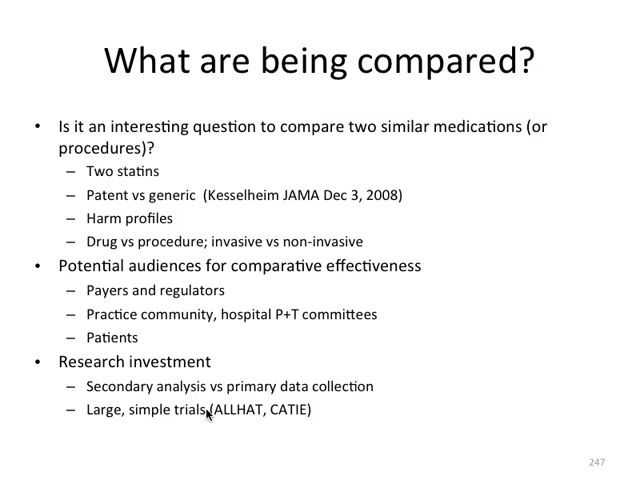 What are being compared?
• Is it an interesting question to compare two similar medications (or
procedures)?
– Two statins
– Patent vs generic (Kesselheim JAMA Dec 3, 2008)
– Harm profiles
– Drug vs procedure; invasive vs non-invasive
• Potential audiences for comparative effectiveness
– Payers and regulators
– Practice community, hospital P+T committees
– Patients
• Research investment
– Secondary analysis vs primary data collection
– Large, simple trials (ALLHAT, CATIE)
247